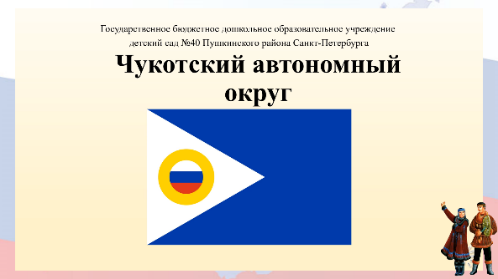 Государственное бюджетное дошкольное образовательное учреждение
детский сад №40 Пушкинского района Санкт-Петербурга
Чукотский автономный
округ